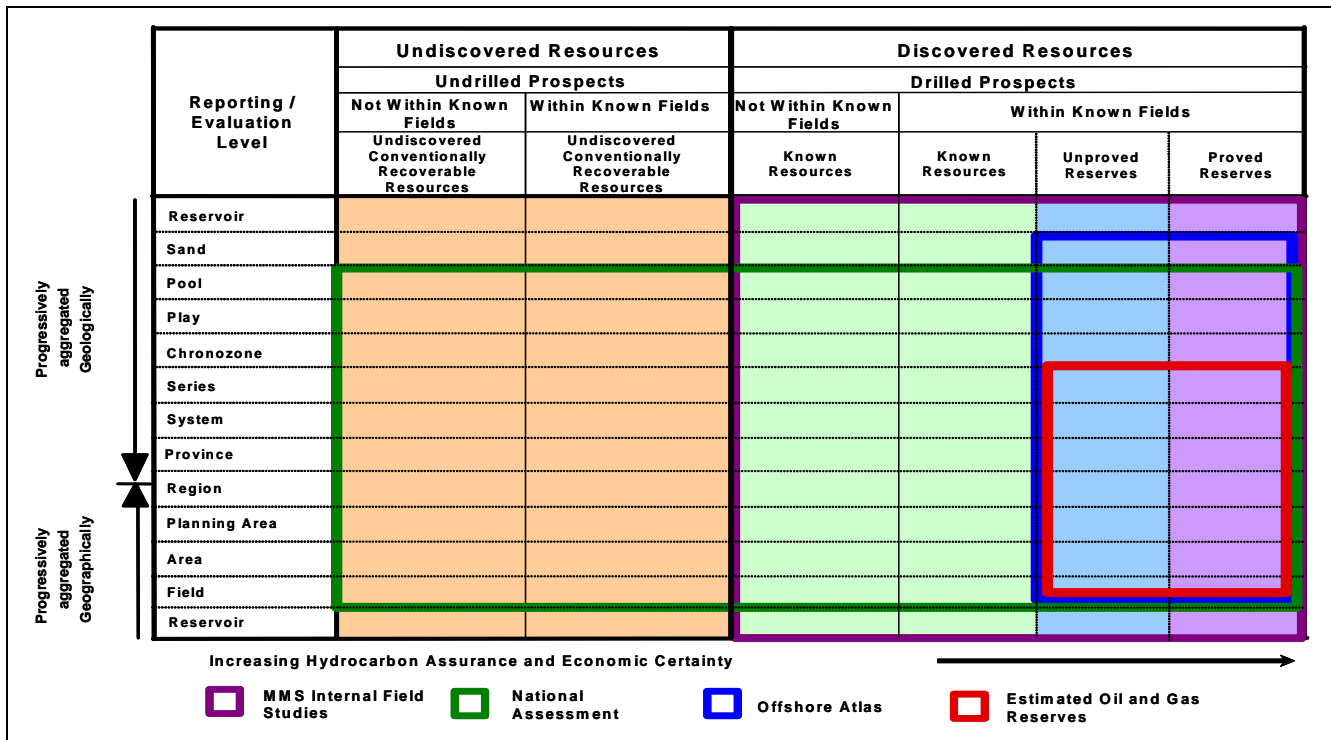 Undiscovered Resources
Discovered Resources
Undrilled Prospects
Drilled Prospects
Reporting /
Evaluation
Level
Not Within Known
Fields
Within Known Fields
Not Within Known
Fields
Within Known Fields
Undiscovered
Conventionally
Recoverable
Resources
Undiscovered
Conventionally
Recoverable
Resources
Known
Resources
Known
Resources
Unproved
Reserves
Proved
Reserves
Progressively
aggregated
Geologically
Reservoir
Sand
Pool
Play
Chronozone
Series
System
Province
Progressively
aggregated
Geographically
Region
Planning Area
Area
Field
Reservoir
Increasing Hydrocarbon Assurance and Economic Certainty
MMS Internal Field
Studies
National
Assessment
Offshore Atlas
Estimated Oil and Gas
Reserves